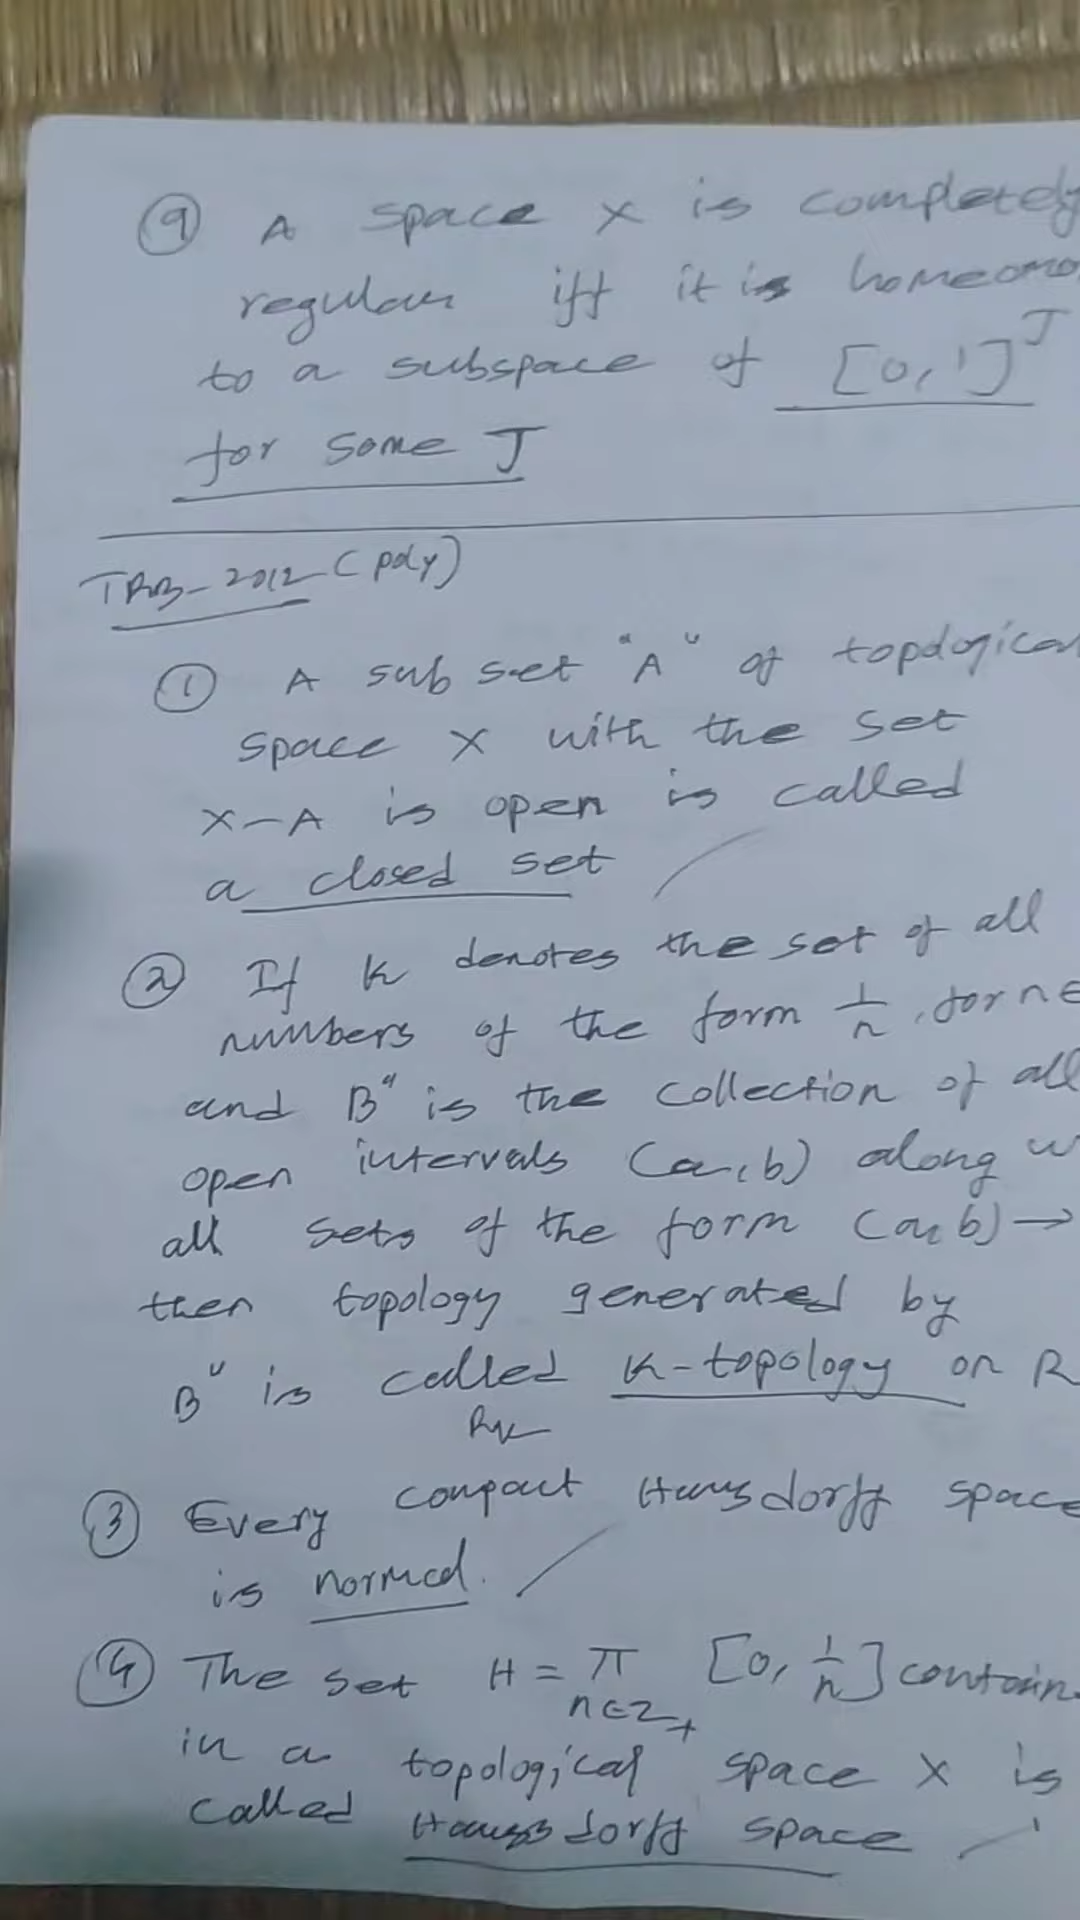 ⑨ A space X is completely
regular iff it is homeomo
to a subspace of [0,1]^J
for some J
TRB-2012 (poly)
① A sub set "A" of topological
space X with the set
X-A is open is called
a closed set
② If K denotes the set of all
numbers of the form 1/n, for n∈
and B" is the collection of all
open intervals (a,b) along w
all sets of the form (a,b) –
then topology generated by
B" is called K-topology on R
R_K
③ Every compact Hausdorff space
is normal.
④ The set H = π_{n∈Z+} [0, 1/n] contain
in a topological space X is
called Hausdorff space